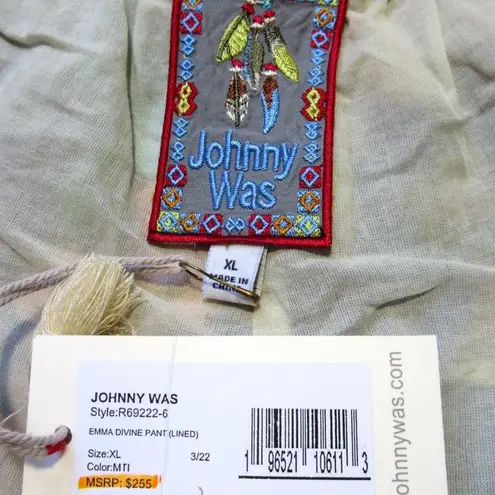 Johnny
Was
XL
MADE IN
CHINA
JOHNNY WAS
Style:R69222-6
EMMA DIVINE PANT (LINED)
Size:XL 3/22
Color:MTI
MSRP: $255
1 96521 10611 3
johnnywas.com